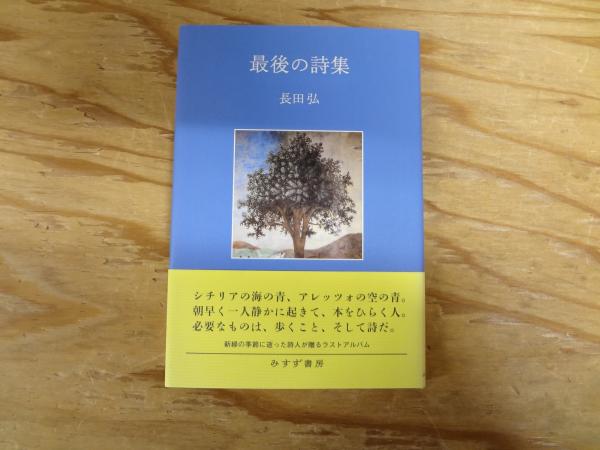 最後の詩集
長田弘
シチリアの海の青、アレッツォの空の青。
朝早く一人静かに起きて、本をひらく人。
必要なものは、歩くこと、そして詩だ。
新緑の季節に逝った詩人が贈るラストアルバム
みすず書房